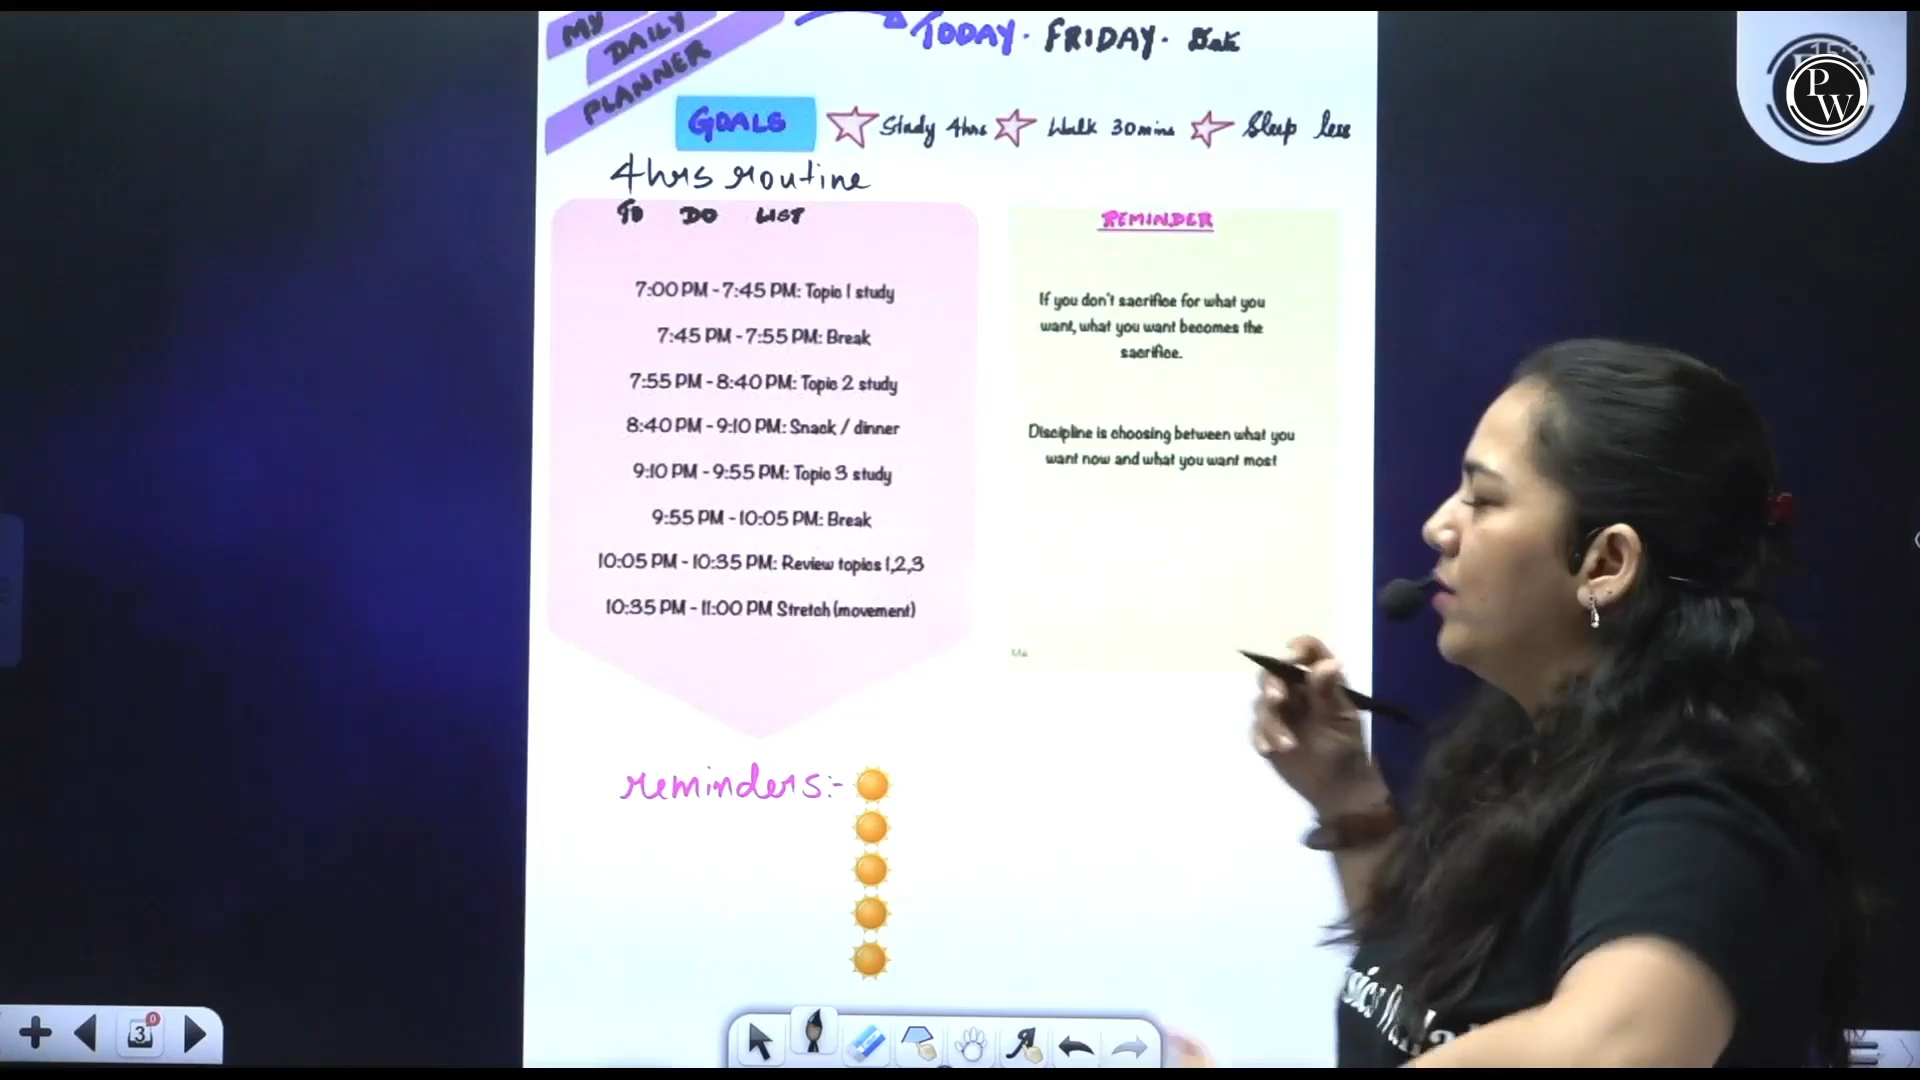 MY
DAILY
PLANNER
TODAY. FRIDAY. Date
GOALS Study 4hrs Walk 30mins Sleep less
4hrs routine
TO DO LIST
7:00 PM - 7:45 PM: Topic 1 study
7:45 PM - 7:55 PM: Break
7:55 PM - 8:40 PM: Topic 2 study
8:40 PM - 9:10 PM: Snack / dinner
9:10 PM - 9:55 PM: Topic 3 study
9:55 PM - 10:05 PM: Break
10:05 PM - 10:35 PM: Review topics 1,2,3
10:35 PM - 11:00 PM Stretch (movement)
REMINDER
If you don't sacrifice for what you
want, what you want becomes the
sacrifice.
Discipline is choosing between what you
want now and what you want most
reminders:-
PW
3
0